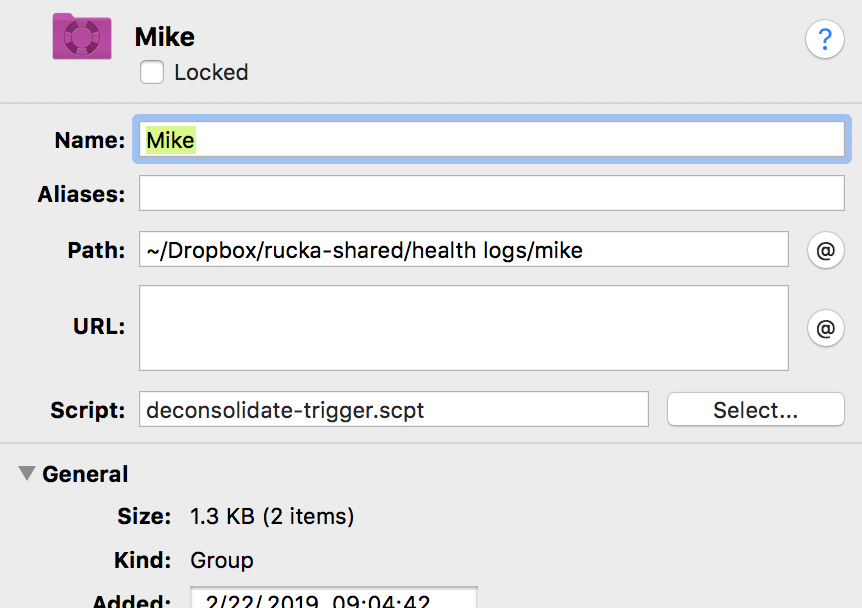 Mike
?
Locked
Name: Mike
Aliases:
Path: ~/Dropbox/rucka-shared/health logs/mike @
URL: @
Script: deconsolidate-trigger.scpt Select...
General
Size: 1.3 KB (2 items)
Kind: Group
Added: 2/22/ 2019, 09:04:42